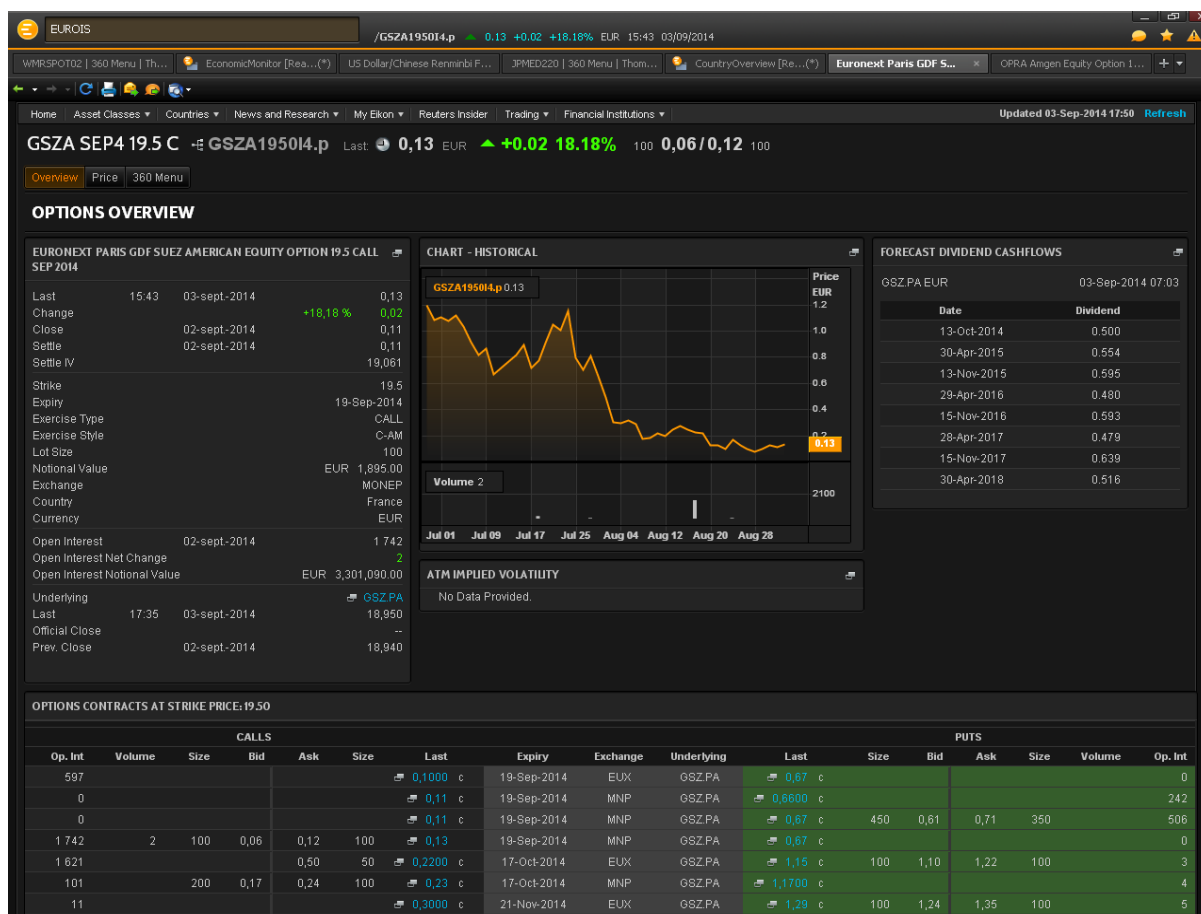 EUROIS
/GSZA1950I4.p 0.13 +0.02 +18.18% EUR 15:43 03/09/2014
WMRSPOT02 | 360 Menu | Th... EconomicMonitor [Rea...(*) US Dollar/Chinese Renminbi F... JPMED220 | 360 Menu | Thom... CountryOverview [Re...(*) Euronext Paris GDF S... × OPRA Amgen Equity Option 1...
Home Asset Classes Countries News and Research My Eikon Reuters Insider Trading Financial Institutions Updated 03-Sep-2014 17:50 Refresh
GSZA SEP4 19.5 C GSZA1950I4.p Last: 0,13 EUR +0.02 18.18% 100 0,06/0,12 100
Overview Price 360 Menu
OPTIONS OVERVIEW
EURONEXT PARIS GDF SUEZ AMERICAN EQUITY OPTION 19.5 CALL
SEP 2014
Last 15:43 03-sept.-2014 0,13
Change +18,18 % 0,02
Close 02-sept.-2014 0,11
Settle 02-sept.-2014 0,11
Settle IV 19,061
Strike 19.5
Expiry 19-Sep-2014
Exercise Type CALL
Exercise Style C-AM
Lot Size 100
Notional Value EUR 1,895.00
Exchange MONEP
Country France
Currency EUR
Open Interest 02-sept.-2014 1 742
Open Interest Net Change 2
Open Interest Notional Value EUR 3,301,090.00
Underlying GSZ.PA
Last 17:35 03-sept.-2014 18,950
Official Close --
Prev. Close 02-sept.-2014 18,940
CHART - HISTORICAL
GSZA1950I4.p 0.13
Price
EUR
1.2
1.0
0.8
0.6
0.4
0.2
0.13
Volume 2
2100
Jul 01 Jul 09 Jul 17 Jul 25 Aug 04 Aug 12 Aug 20 Aug 28
ATM IMPLIED VOLATILITY
No Data Provided.
FORECAST DIVIDEND CASHFLOWS
GSZ.PA EUR 03-Sep-2014 07:03
Date Dividend
13-Oct-2014 0.500
30-Apr-2015 0.554
13-Nov-2015 0.595
29-Apr-2016 0.480
15-Nov-2016 0.593
28-Apr-2017 0.479
15-Nov-2017 0.639
30-Apr-2018 0.516
OPTIONS CONTRACTS AT STRIKE PRICE: 19.50
CALLS PUTS
Op. Int Volume Size Bid Ask Size Last Expiry Exchange Underlying Last Size Bid Ask Size Volume Op. Int
597 0,1000 c 19-Sep-2014 EUX GSZ.PA 0,67 c 0
0 0,11 c 19-Sep-2014 MNP GSZ.PA 0,6600 c 242
0 0,11 c 19-Sep-2014 MNP GSZ.PA 0,67 c 450 0,61 0,71 350 506
1 742 2 100 0,06 0,12 100 0,13 19-Sep-2014 MNP GSZ.PA 0,67 c 0
1 621 0,50 50 0,2200 c 17-Oct-2014 EUX GSZ.PA 1,15 c 100 1,10 1,22 100 3
101 200 0,17 0,24 100 0,23 c 17-Oct-2014 MNP GSZ.PA 1,1700 c 4
11 0,3000 c 21-Nov-2014 EUX GSZ.PA 1,29 c 100 1,24 1,35 100 5